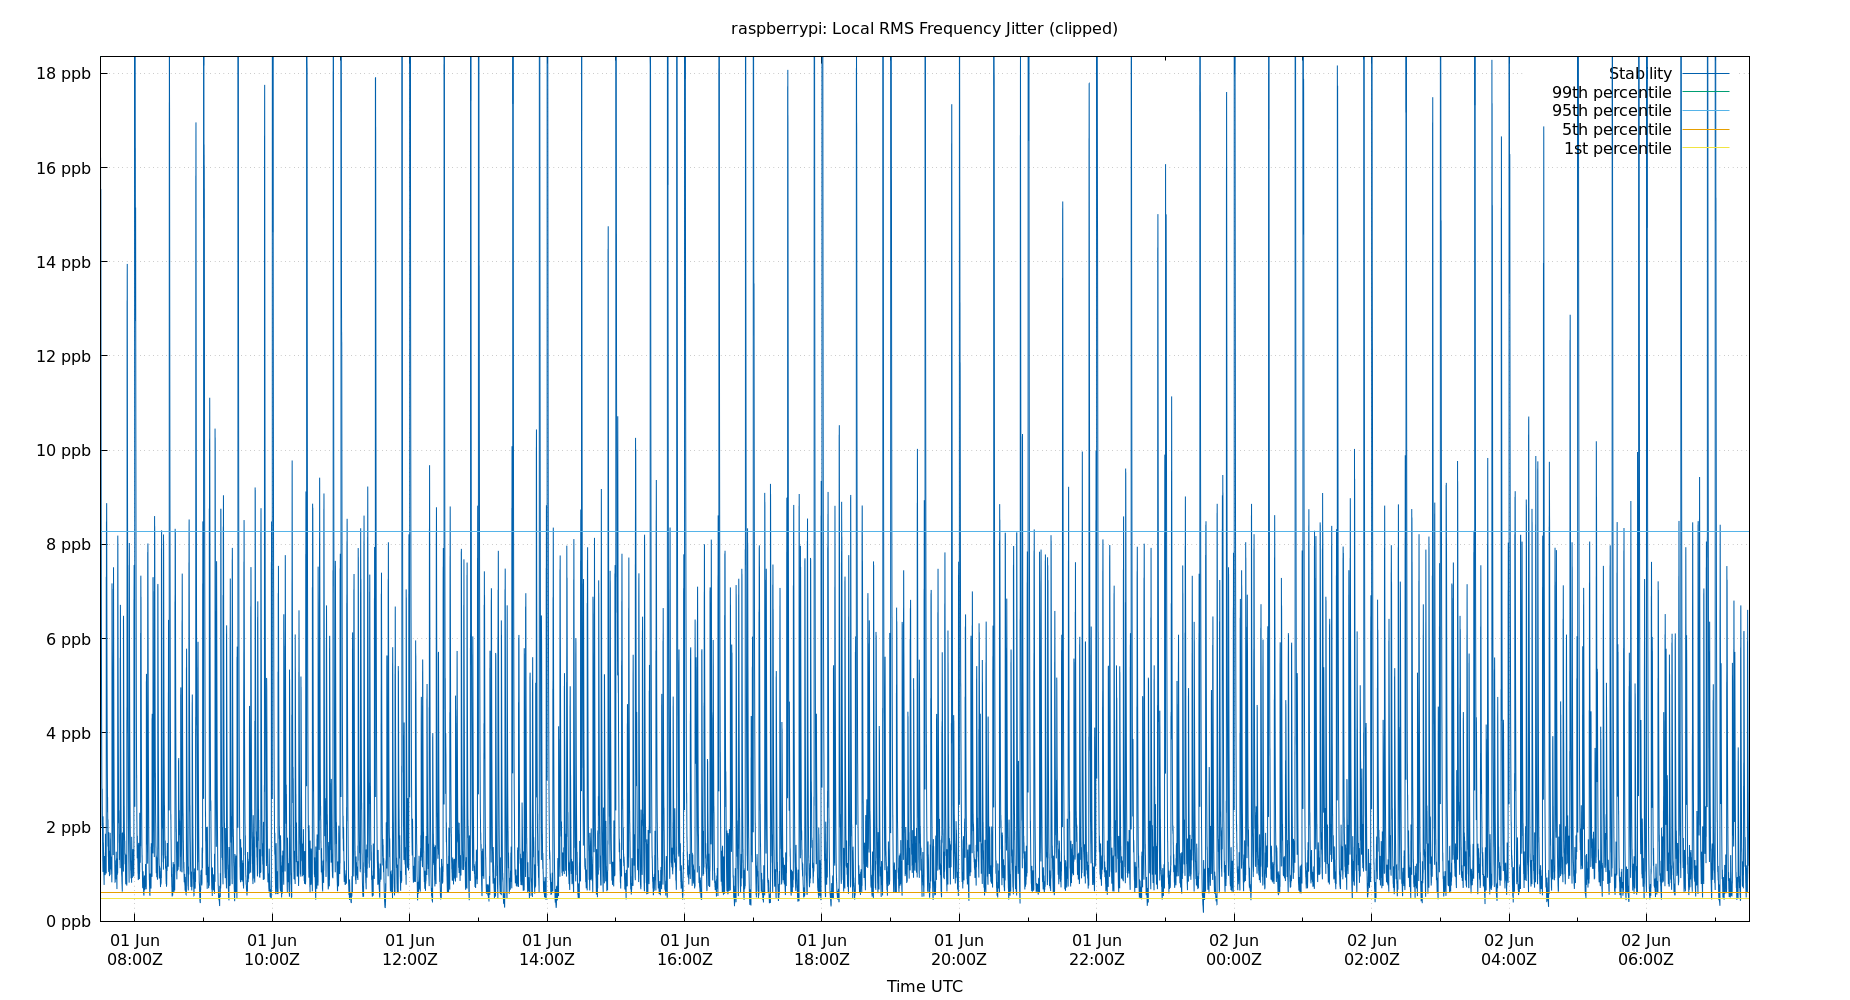 raspberrypi: Local RMS Frequency Jitter (clipped)
18 ppb
16 ppb
14 ppb
12 ppb
10 ppb
8 ppb
6 ppb
4 ppb
2 ppb
0 ppb
Stability
99th percentile
95th percentile
5th percentile
1st percentile
01 Jun 01 Jun 01 Jun 01 Jun 01 Jun 01 Jun 01 Jun 01 Jun 02 Jun 02 Jun 02 Jun 02 Jun
08:00Z 10:00Z 12:00Z 14:00Z 16:00Z 18:00Z 20:00Z 22:00Z 00:00Z 02:00Z 04:00Z 06:00Z
Time UTC